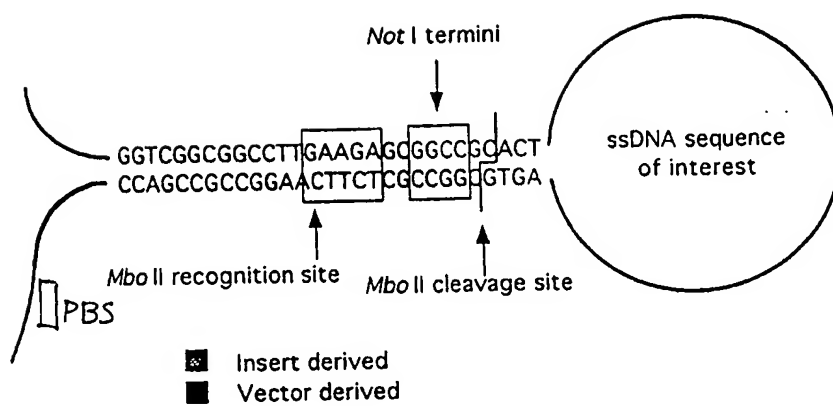 Not I termini
GGTCGGCGGCCTTGAAGAGCGGCCGCACT
CCAGCCGCCGGAACTTCTCGCCGGCGTGA
ssDNA sequence
of interest
Mbo II recognition site
Mbo II cleavage site
PBS
Insert derived
Vector derived